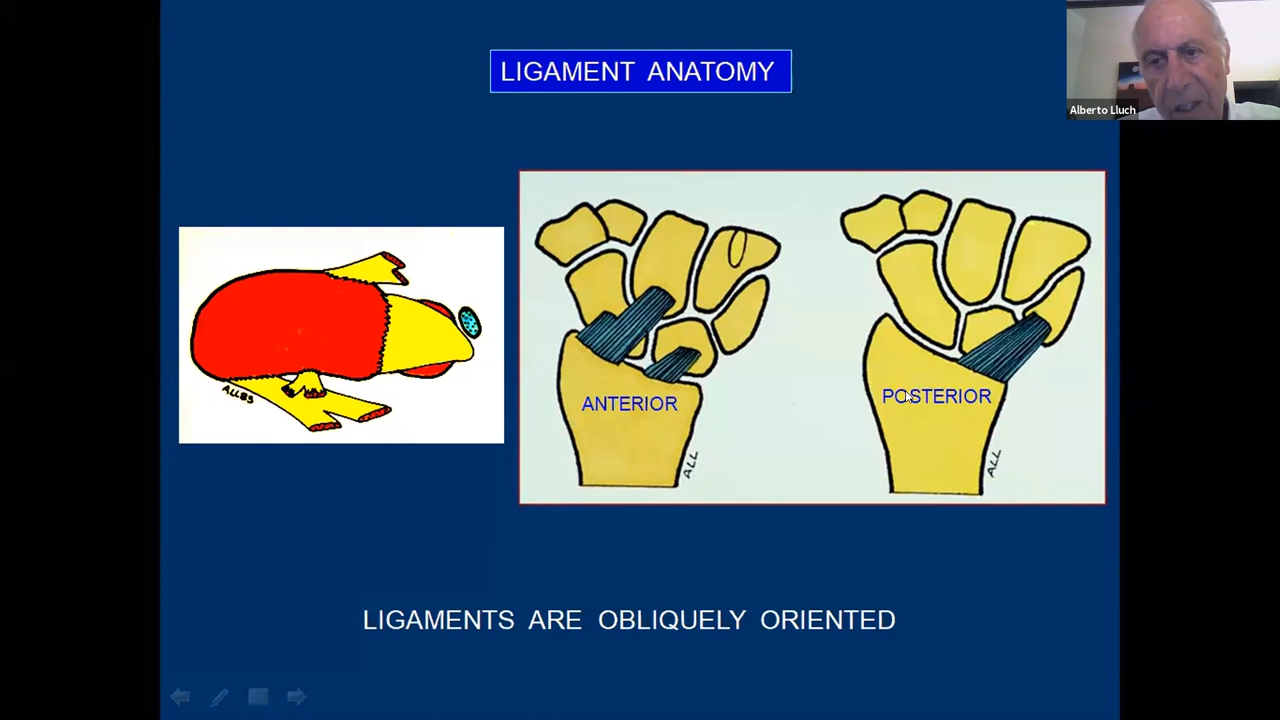 LIGAMENT ANATOMY
Alberto Lluch
ALLBS
ANTERIOR
ALL
POSTERIOR
ALL
LIGAMENTS ARE OBLIQUELY ORIENTED